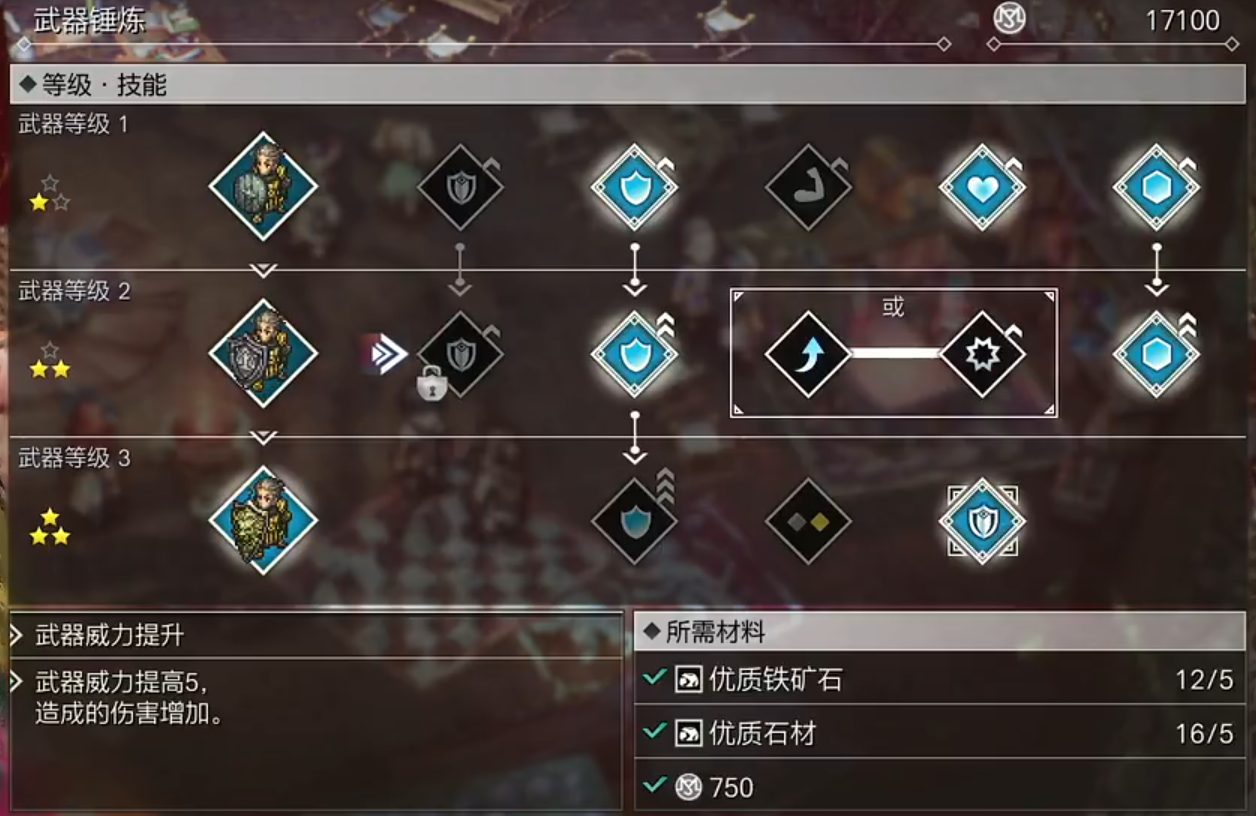 武器锤炼
17100
等级·技能
武器等级 1
武器等级 2
或
武器等级 3
武器威力提升
武器威力提高5,
造成的伤害增加。
所需材料
优质铁矿石 12/5
优质石材 16/5
750